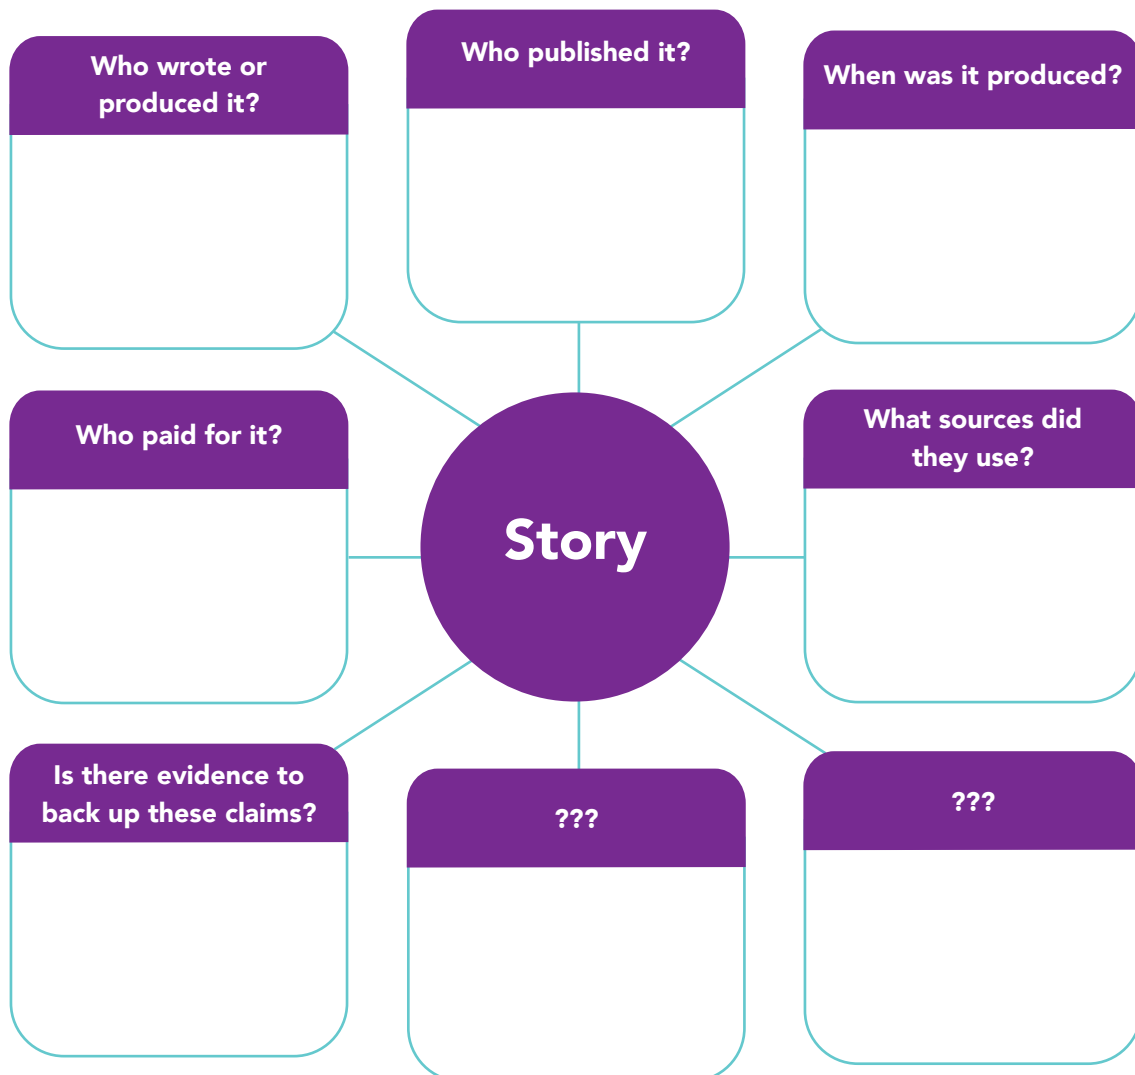 Who wrote or
produced it?
Who published it?
When was it produced?
Who paid for it?
Story
What sources did
they use?
Is there evidence to
back up these claims?
???
???